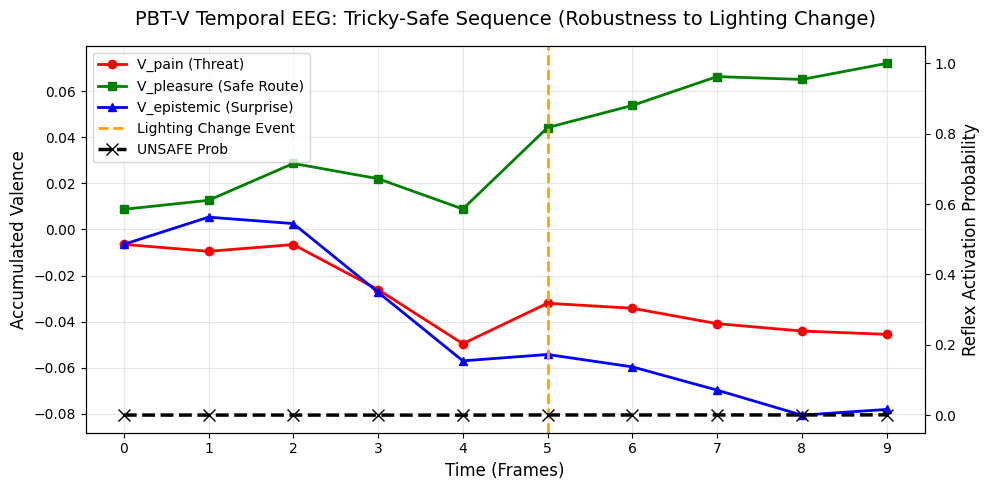 PBT-V Temporal EEG: Tricky-Safe Sequence (Robustness to Lighting Change)
V_pain (Threat)
V_pleasure (Safe Route)
V_epistemic (Surprise)
Lighting Change Event
UNSAFE Prob
Accumulated Valence
0.06
0.04
0.02
0.00
−0.02
−0.04
−0.06
−0.08
1.0
0.8
0.6
0.4
0.2
0.0
Reflex Activation Probability
0 1 2 3 4 5 6 7 8 9
Time (Frames)